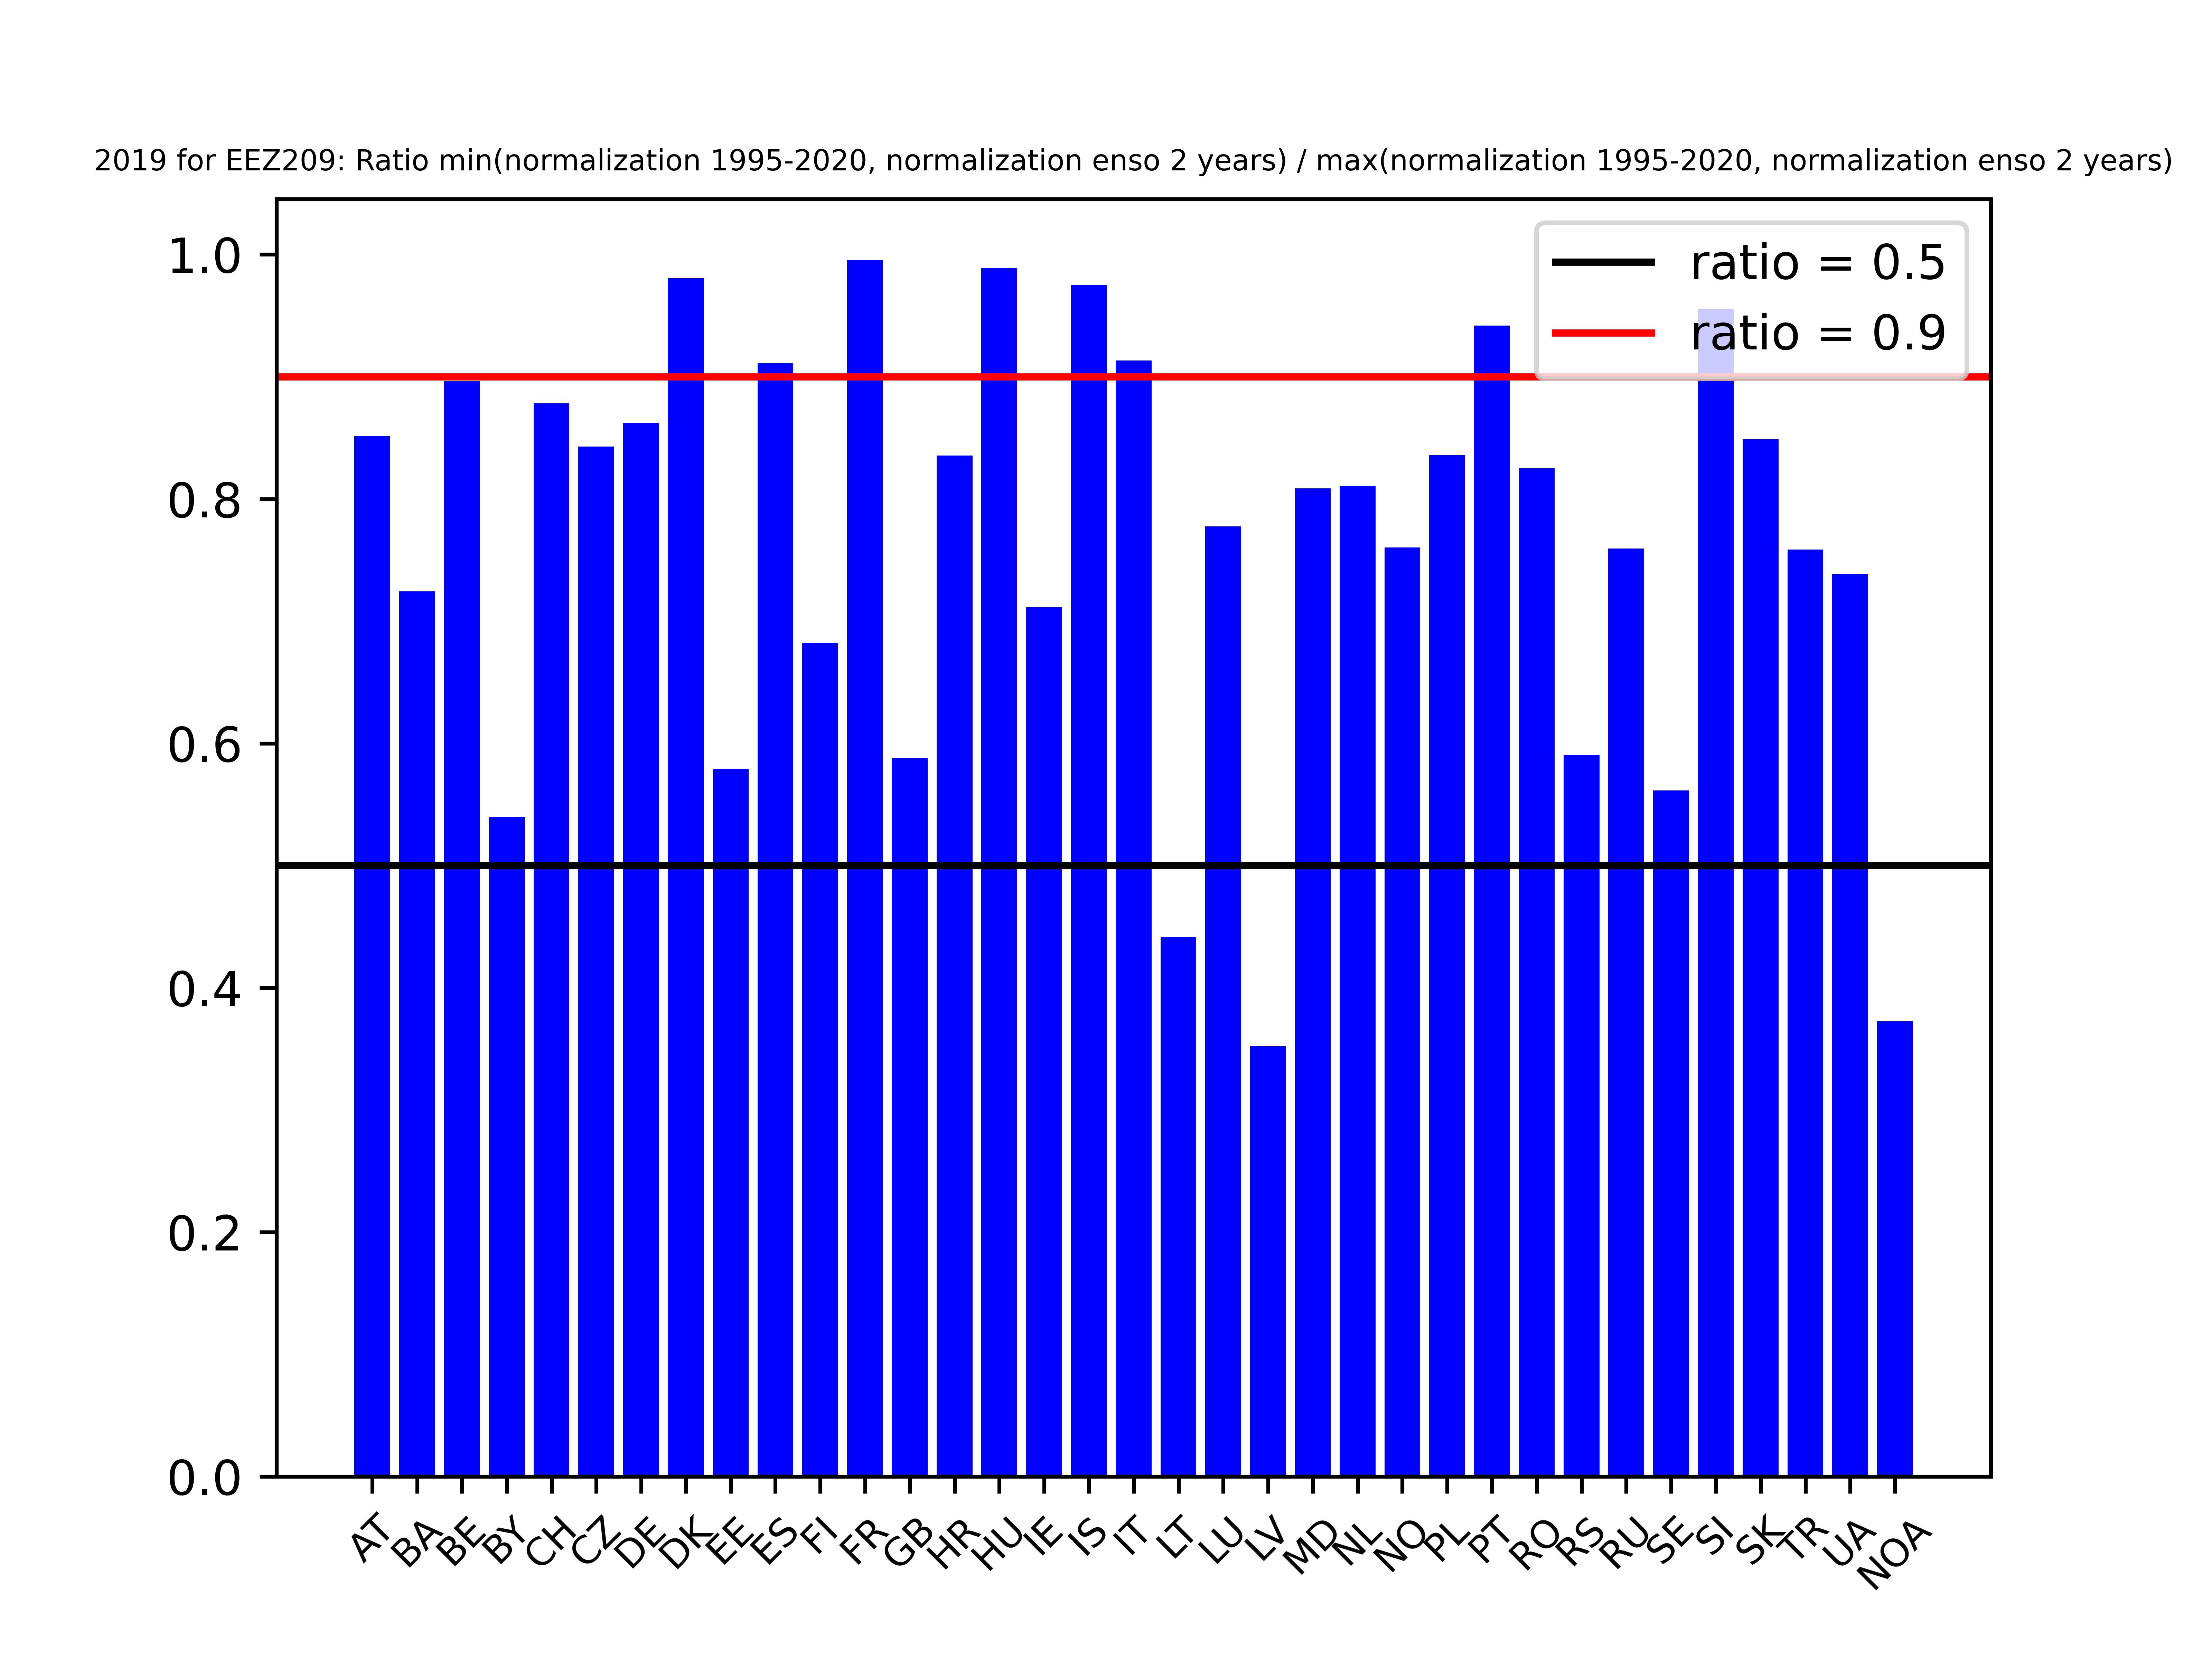 2019 for EEZ209: Ratio min(normalization 1995-2020, normalization enso 2 years) / max(normalization 1995-2020, normalization enso 2 years)
ratio = 0.5
ratio = 0.9
1.0
0.8
0.6
0.4
0.2
0.0
AT BA BE BY CH CZ DE DK EE ES FI FR GB HR HU IE IS IT LT LU LV MD NL NO PL PT RO RS RU SE SI SK TR UA NOA